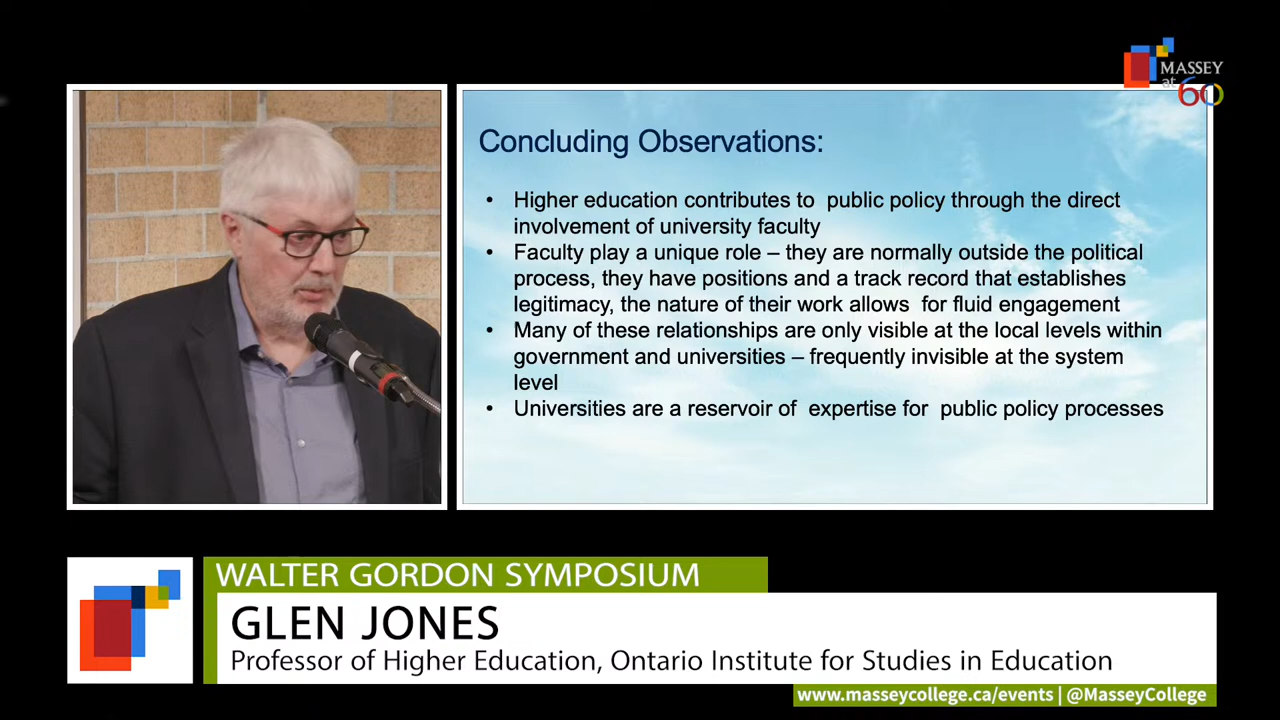 MASSEY
at 60
Concluding Observations:
• Higher education contributes to  public policy through the direct
involvement of university faculty
• Faculty play a unique role – they are normally outside the political
process, they have positions and a track record that establishes
legitimacy, the nature of their work allows  for fluid engagement
• Many of these relationships are only visible at the local levels within
government and universities – frequently invisible at the system
level
• Universities are a reservoir of  expertise for  public policy processes
WALTER GORDON SYMPOSIUM
GLEN JONES
Professor of Higher Education, Ontario Institute for Studies in Education
www.masseycollege.ca/events | @MasseyCollege